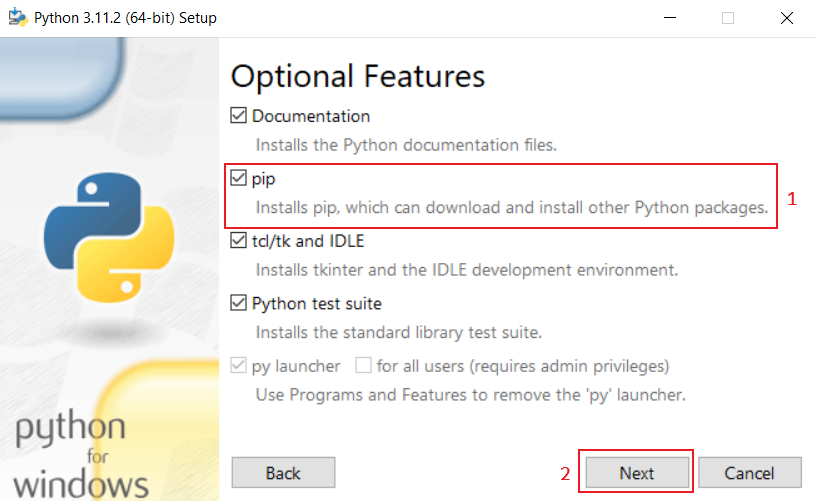 Python 3.11.2 (64-bit) Setup
Optional Features
Documentation
Installs the Python documentation files.
pip
Installs pip, which can download and install other Python packages.
1
tcl/tk and IDLE
Installs tkinter and the IDLE development environment.
Python test suite
Installs the standard library test suite.
py launcher for all users (requires admin privileges)
Use Programs and Features to remove the 'py' launcher.
python
for
windows
Back
2
Next
Cancel